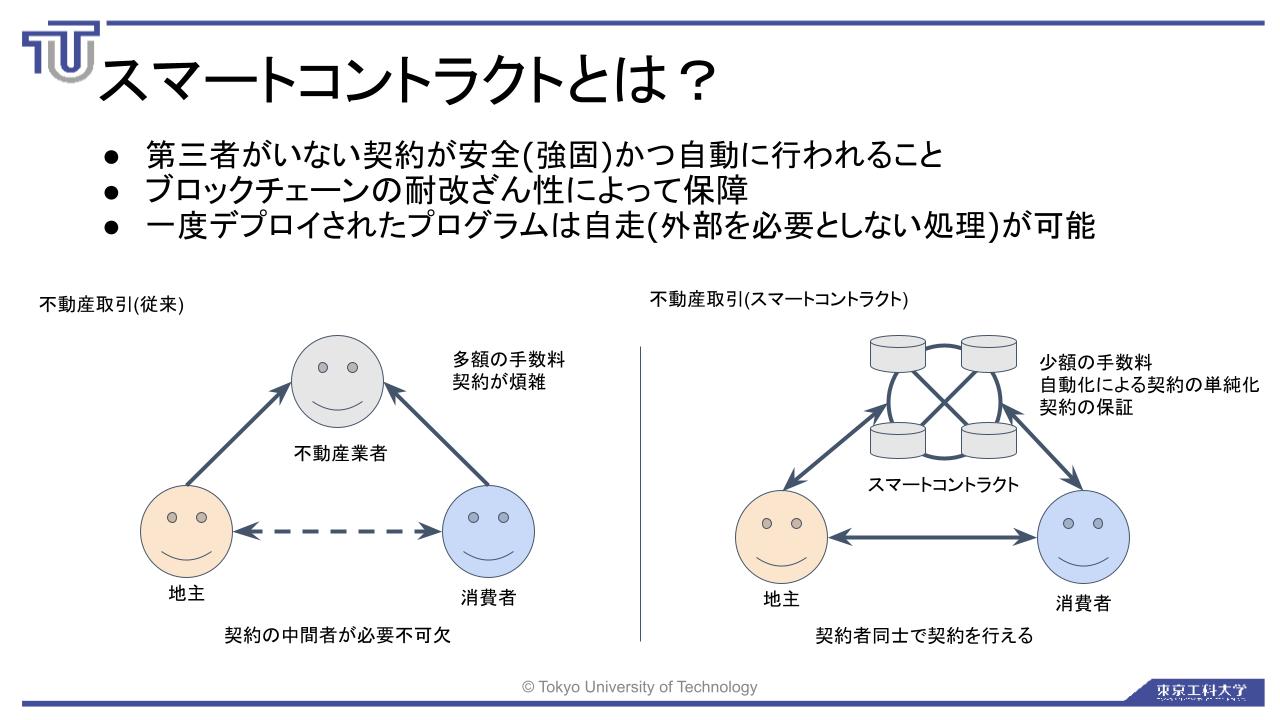 スマートコントラクトとは？
● 第三者がいない契約が安全(強固)かつ自動に行われること
● ブロックチェーンの耐改ざん性によって保障
● 一度デプロイされたプログラムは自走(外部を必要としない処理)が可能
不動産取引(従来)
多額の手数料
契約が煩雑
不動産業者
地主
消費者
契約の中間者が必要不可欠
不動産取引(スマートコントラクト)
少額の手数料
自動化による契約の単純化
契約の保証
スマートコントラクト
地主
消費者
契約者同士で契約を行える
© Tokyo University of Technology
東京工科大学